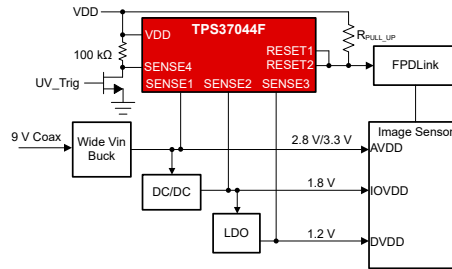 VDD
TPS37044F
VDD
RPULL_UP
100 kΩ
RESET1
SENSE4
RESET2
FPDLink
UV_Trig
SENSE1 SENSE2 SENSE3
9 V Coax
Wide Vin
Buck
2.8 V/3.3 V
Image Sensor
AVDD
DC/DC
1.8 V
IOVDD
LDO
1.2 V
DVDD